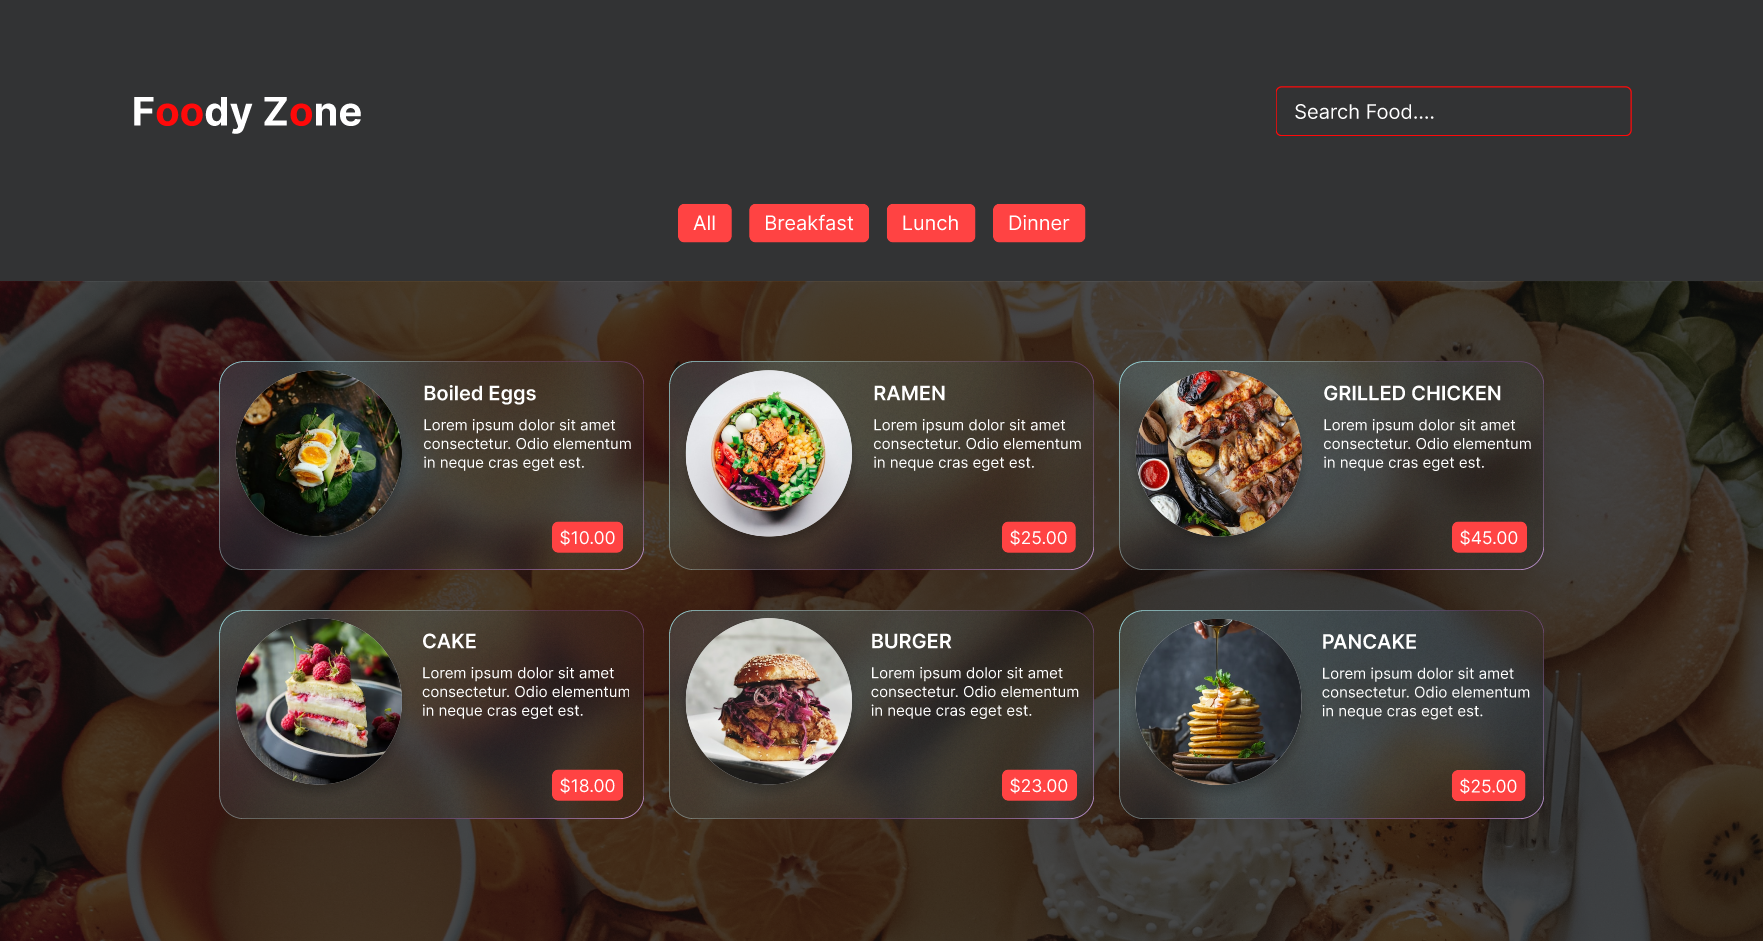 Foody Zone
Search Food....
All
Breakfast
Lunch
Dinner
Boiled Eggs
Lorem ipsum dolor sit amet
consectetur. Odio elementum
in neque cras eget est.
$10.00
RAMEN
Lorem ipsum dolor sit amet
consectetur. Odio elementum
in neque cras eget est.
$25.00
GRILLED CHICKEN
Lorem ipsum dolor sit amet
consectetur. Odio elementum
in neque cras eget est.
$45.00
CAKE
Lorem ipsum dolor sit amet
consectetur. Odio elementum
in neque cras eget est.
$18.00
BURGER
Lorem ipsum dolor sit amet
consectetur. Odio elementum
in neque cras eget est.
$23.00
PANCAKE
Lorem ipsum dolor sit amet
consectetur. Odio elementum
in neque cras eget est.
$25.00